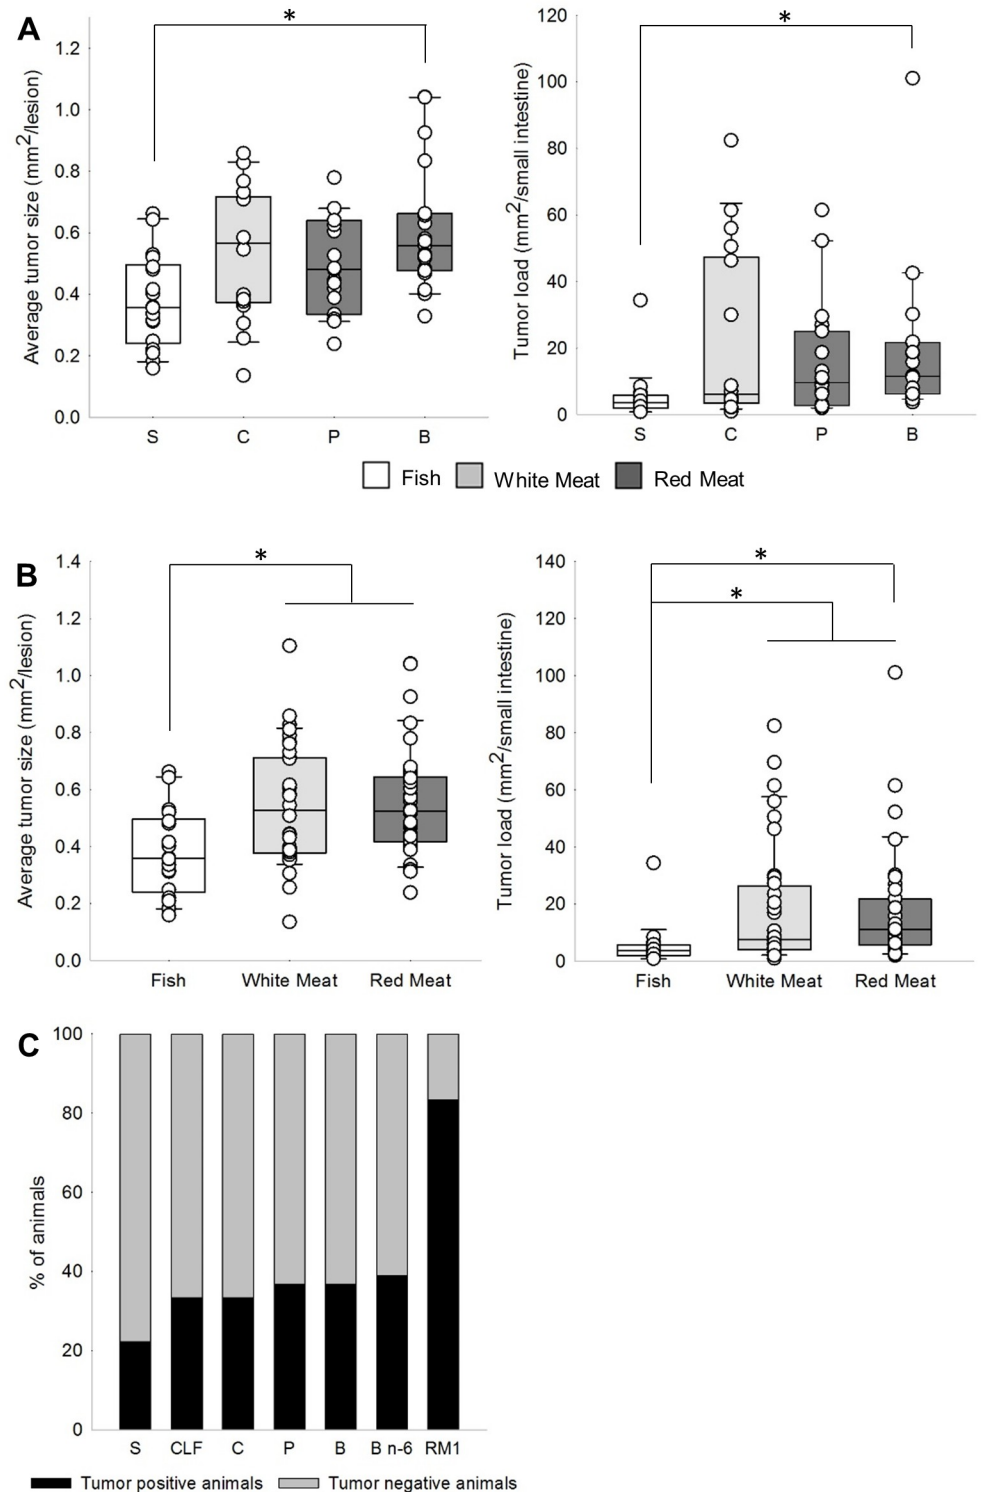 A
*
*
Average tumor size (mm2/lesion)
1.2
1.0
0.8
0.6
0.4
0.2
0.0
S C P B
Tumor load (mm2/small intestine)
120
100
80
60
40
20
0
S C P B
Fish White Meat Red Meat
B
*
*
*
Average tumor size (mm2/lesion)
1.4
1.2
1.0
0.8
0.6
0.4
0.2
0.0
Fish White Meat Red Meat
Tumor load (mm2/small intestine)
140
120
100
80
60
40
20
0
Fish White Meat Red Meat
C
% of animals
100
80
60
40
20
0
S CLF C P B B n-6 RM1
Tumor positive animals Tumor negative animals